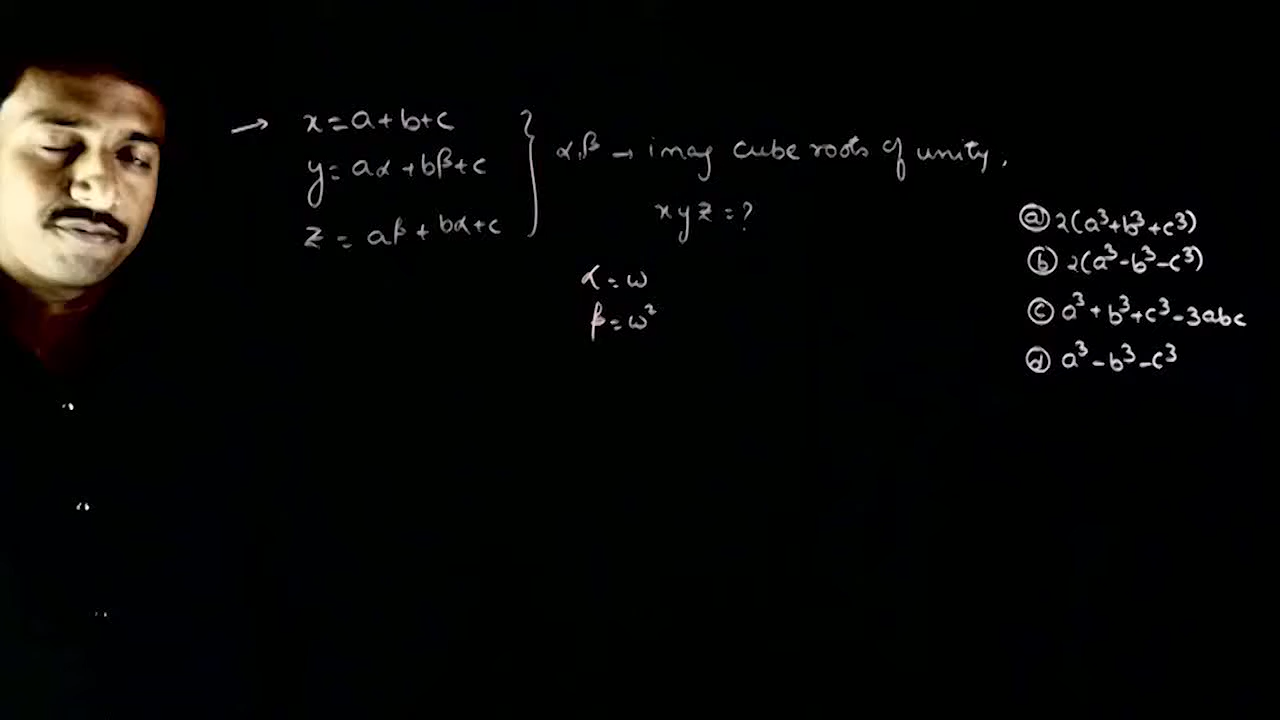 → x=a+b+c
y=aα+bβ+c
z=aβ+bα+c
α,β → imag cube roots of unity.
xyz=?
α=ω
β=ω²
ⓐ 2(a³+b³+c³)
ⓑ 2(a³-b³-c³)
ⓒ a³+b³+c³-3abc
ⓓ a³-b³-c³